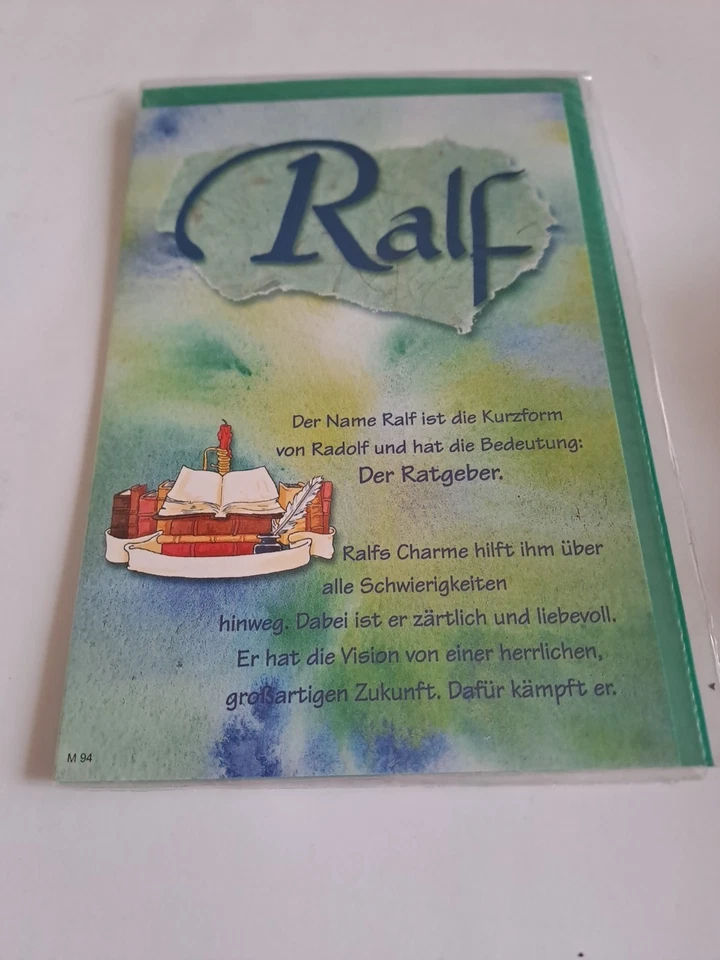 Ralf
Der Name Ralf ist die Kurzform
von Radolf und hat die Bedeutung:
Der Ratgeber.
Ralfs Charme hilft ihm über
alle Schwierigkeiten
hinweg. Dabei ist er zärtlich und liebevoll.
Er hat die Vision von einer herrlichen,
großartigen Zukunft. Dafür kämpft er.
M 94